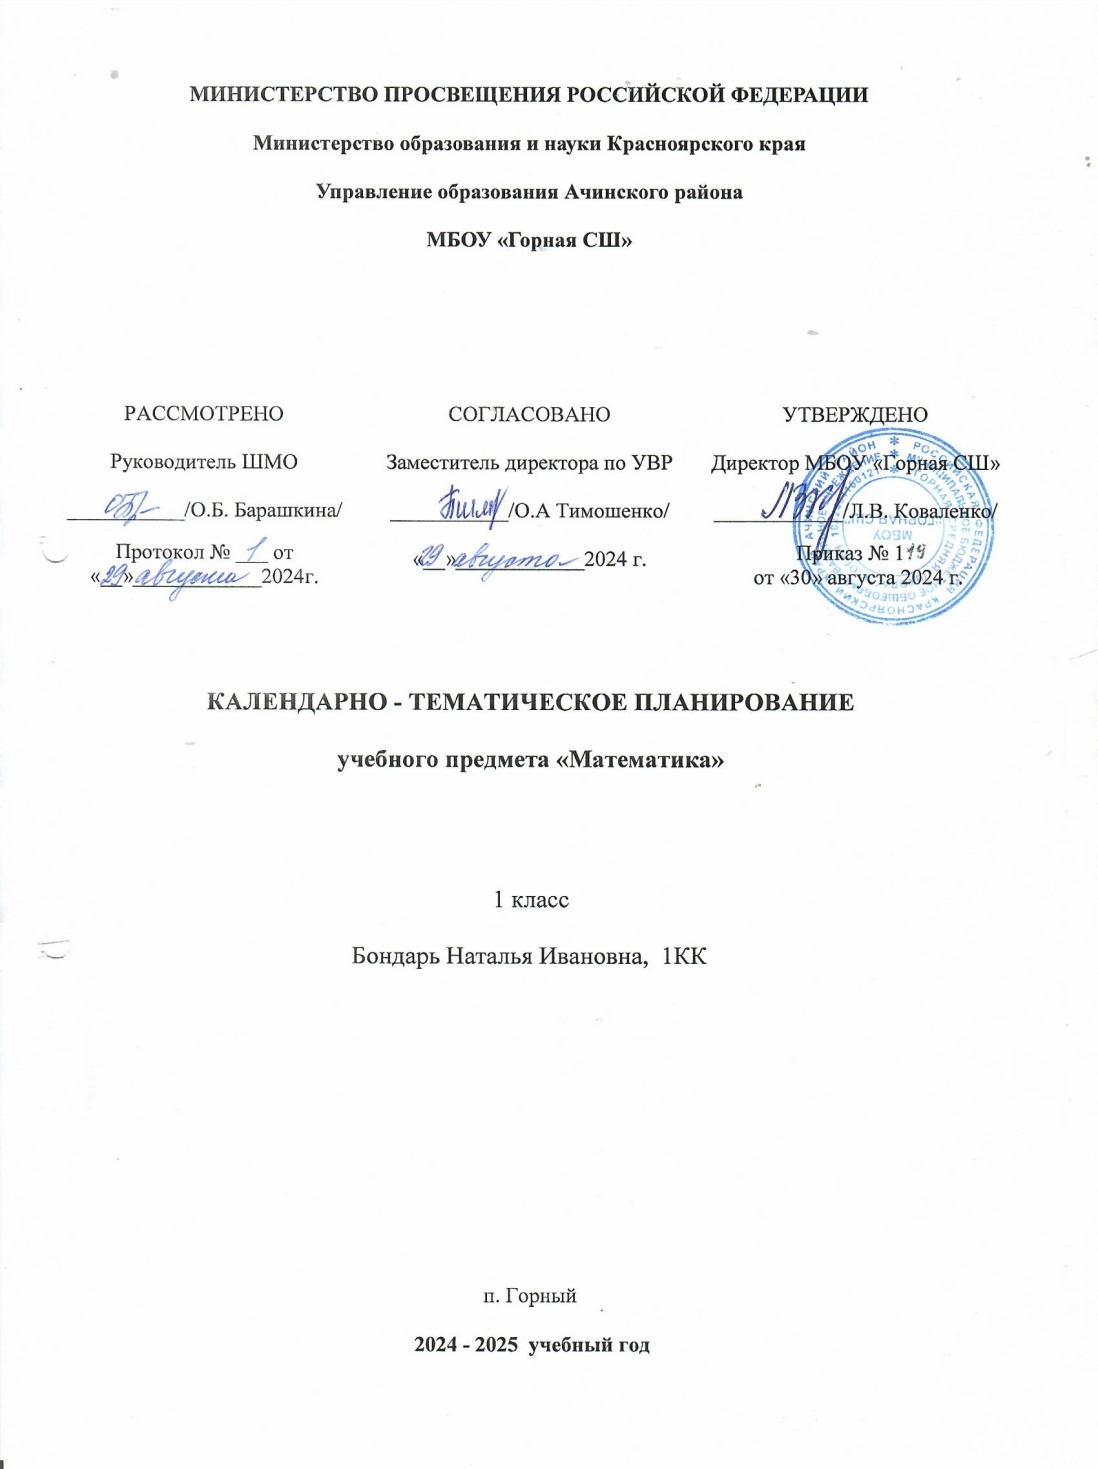 МИНИСТЕРСТВО ПРОСВЕЩЕНИЯ РОССИЙСКОЙ ФЕДЕРАЦИИ
Министерство образования и науки Красноярского края
Управление образования Ачинского района
МБОУ «Горная СШ»
РАССМОТРЕНО
Руководитель ШМО
/О.Б. Барашкина/
Протокол № 1 от
«29» августа 2024г.
СОГЛАСОВАНО
Заместитель директора по УВР
/О.А Тимошенко/
«29» августа 2024 г.
УТВЕРЖДЕНО
Директор МБОУ «Горная СШ»
/Л.В. Коваленко/
Приказ № 119
от «30» августа 2024 г.
КАЛЕНДАРНО - ТЕМАТИЧЕСКОЕ ПЛАНИРОВАНИЕ
учебного предмета «Математика»
1 класс
Бондарь Наталья Ивановна,  1КК
п. Горный
2024 - 2025  учебный год